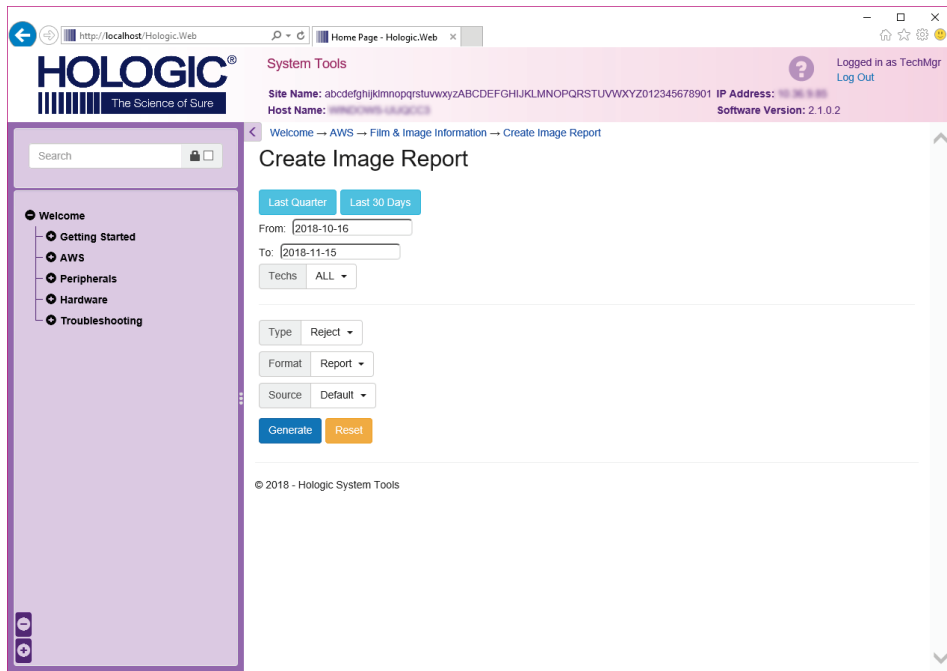 http://localhost/Hologic.Web
Home Page - Hologic.Web
HOLOGIC®
The Science of Sure
System Tools
Logged in as TechMgr
Log Out
Site Name: abcdefghijklmnopqrstuvwxyzABCDEFGHIJKLMNOPQRSTUVWXYZ012345678901 IP Address:
Host Name:
Software Version: 2.1.0.2
Welcome → AWS → Film & Image Information → Create Image Report
Search
Create Image Report
Last Quarter Last 30 Days
From: 2018-10-16
To: 2018-11-15
Techs ALL
Welcome
Getting Started
AWS
Peripherals
Hardware
Troubleshooting
Type Reject
Format Report
Source Default
Generate Reset
© 2018 - Hologic System Tools